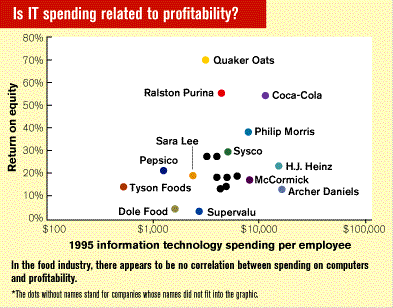 Is IT spending related to profitability?
80%
70%
60%
50%
40%
30%
20%
10%
0%
Return on equity
Quaker Oats
Ralston Purina
Coca-Cola
Philip Morris
Sara Lee
Sysco
Pepsico
H.J. Heinz
McCormick
Tyson Foods
Archer Daniels
Dole Food
Supervalu
$100
$1,000
$10,000
$100,000
1995 information technology spending per employee
In the food industry, there appears to be no correlation between spending on computers
and profitability.
*The dots without names stand for companies whose names did not fit into the graphic.